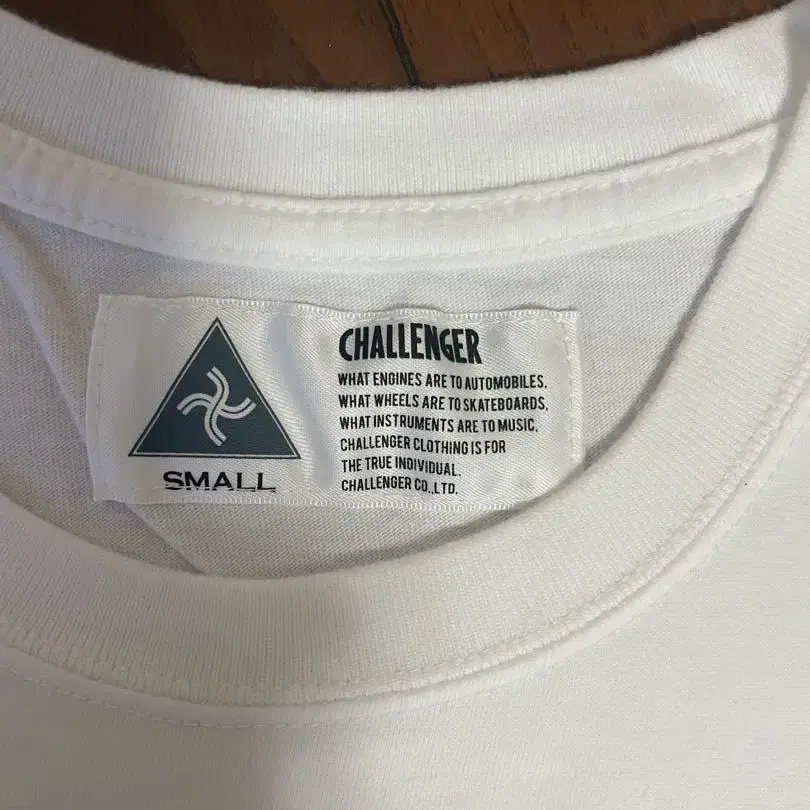 SMALL
CHALLENGER
WHAT ENGINES ARE TO AUTOMOBILES.
WHAT WHEELS ARE TO SKATEBOARDS.
WHAT INSTRUMENTS ARE TO MUSIC.
CHALLENGER CLOTHING IS FOR
THE TRUE INDIVIDUAL.
CHALLENGER CO.,LTD.